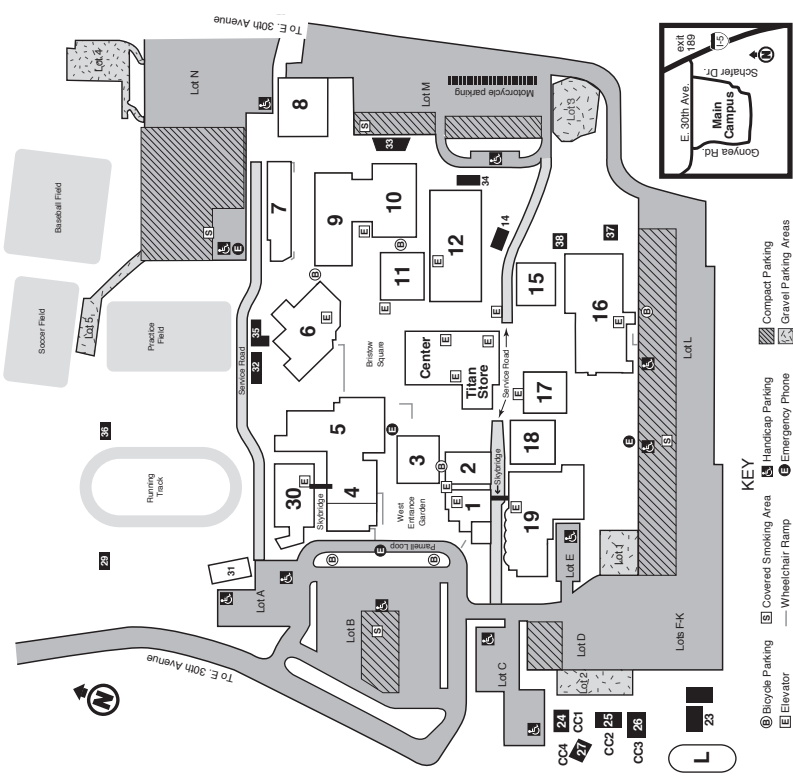 To E. 30th Avenue
Lot 4
Lot N
8
Lot M
Motorcycle parking
S
33
Lot 3
exit
189
I-5
N
Schafer Dr.
E. 30th Ave.
Main
Campus
Gonyea Rd.
Baseball Field
Soccer Field
Lot 5
Practice
Field
S
E
7
9
10
34
E
B
12
E
14
38
37
11
B
E
6
E
35
32
Service Road
Bristow
Square
Center
Titan
Store
E
E
E
E
15
16
E
B
Service Road
17
E
18
Lot L
36
Running
Track
29
5
E
3
B
2
E
1
E
Skybridge
30
E
Skybridge
4
West
Entrance
Garden
19
E
E
S
31
Parnell Loop
E
B
B
Lot A
Lot B
S
Lot E
Lot 1
Lot C
Lot D
Lot 2
Lots F-K
To E. 30th Avenue
N
24
CC1
CC4
27
25
CC2
26
CC3
23
L
KEY
B Bicycle Parking
E Elevator
S Covered Smoking Area
Wheelchair Ramp
Handicap Parking
E Emergency Phone
Compact Parking
Gravel Parking Areas